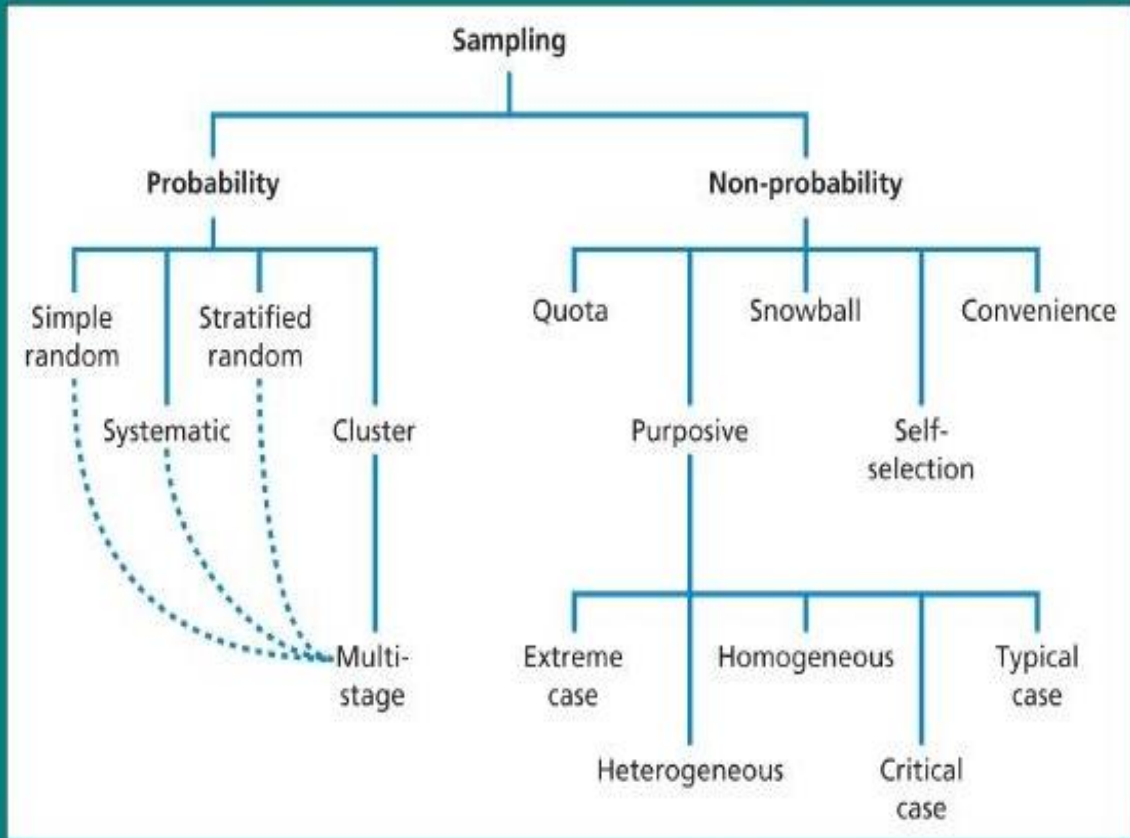 Sampling
Probability
Non-probability
Simple
random
Stratified
random
Systematic
Cluster
Multi-
stage
Quota
Snowball
Convenience
Purposive
Self-
selection
Extreme
case
Homogeneous
Typical
case
Heterogeneous
Critical
case